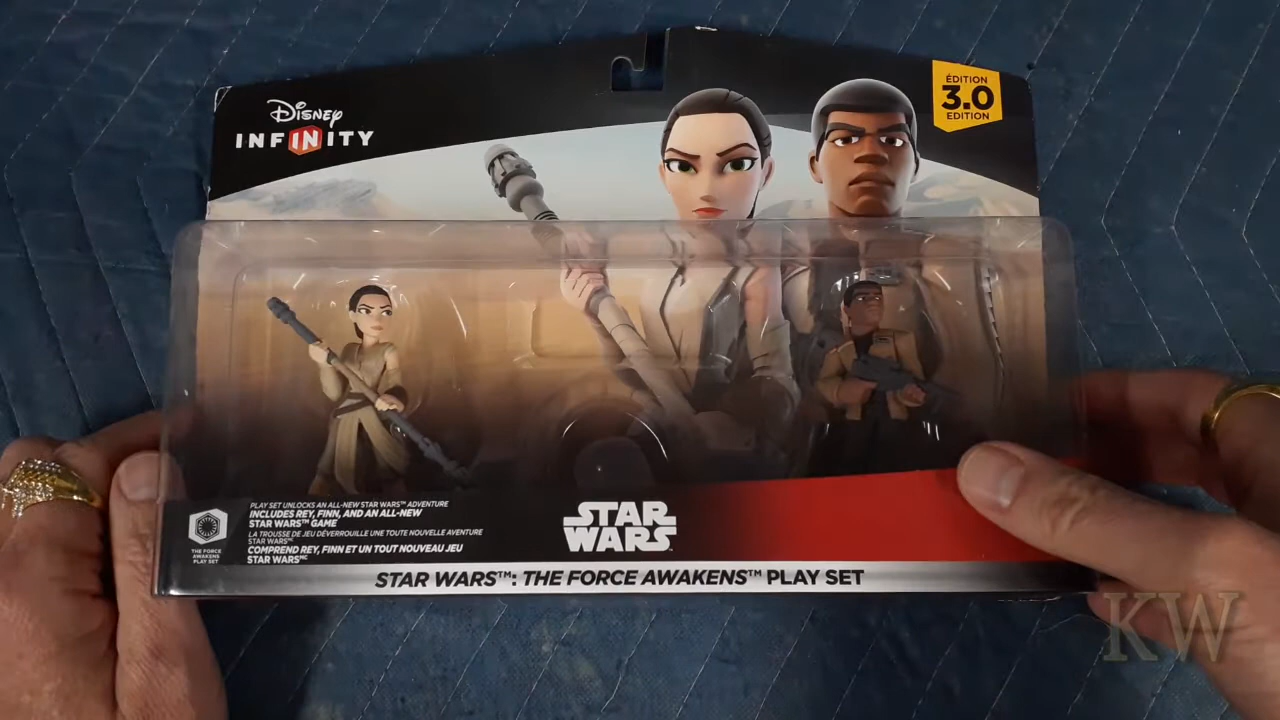 Disney
INFINITY
ÉDITION
3.0
EDITION
PLAY SET UNLOCKS AN ALL-NEW STAR WARS™ ADVENTURE
INCLUDES REY, FINN, AND AN ALL-NEW
STAR WARS™ GAME
LA TROUSSE DE JEU DÉVERROUILLE UNE TOUTE NOUVELLE AVENTURE
STAR WARS™
COMPREND REY, FINN ET UN TOUT NOUVEAU JEU
STAR WARS MC
THE FORCE
AWAKENS
PLAY SET
STAR
WARS
STAR WARS™: THE FORCE AWAKENS™ PLAY SET
KW